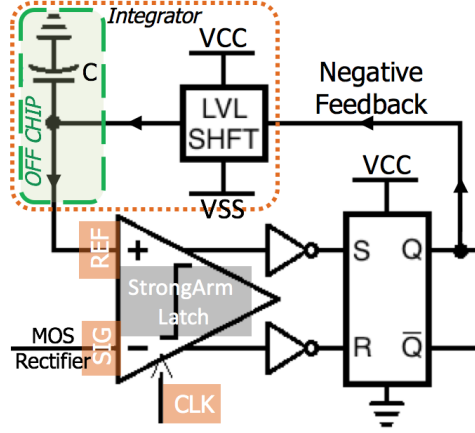 Integrator
VCC
C
LVL
SHFT
Negative
Feedback
OFF CHIP
VSS
VCC
REF
+
S
Q
StrongArm
Latch
MOS
Rectifier
SIG
−
R
Q̅
CLK